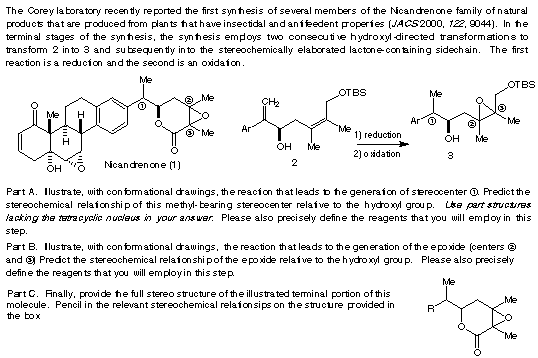 The Corey laboratory recently reported the first synthesis of several members of the Nicandrenone family of natural
products that are produced from plants that have insectidal and antifeedent properties (JACS 2000, 122, 9044). In the
terminal stages of the synthesis, the synthesis employs two consecutive hydroxyl-directed transformations to
transform 2 into 3 and subsequently into the stereochemically elaborated lactone-containing sidechain. The first
reaction is a reduction and the second is an oxidation.
Me
O
Me
H
H
H
OH
O
①
Me
②
O
③
O
O
Me
Nicandrenone (1)
CH2
OTBS
Ar
Me
OH
Me
2
1) reduction
2) oxidation
OTBS
Me
O
③
Ar
①
②
Me
OH
Me
3
Part A. Illustrate, with conformational drawings, the reaction that leads to the generation of stereocenter ①. Predict the
stereochemical relationship of this methyl-bearing stereocenter relative to the hydroxyl group. Use part structures
lacking the tetracyclic nucleus in your answer. Please also precisely define the reagents that you will employ in this
step.
Part B. Illustrate, with conformational drawings, the reaction that leads to the generation of the epoxide (centers ②
and ③) Predict the stereochemical relationship of the epoxide relative to the hydroxyl group. Please also precisely
define the reagents that you will employ in this step.
Part C. Finally, provide the full stereo structure of the illustrated terminal portion of this
molecule. Pencil in the relevant stereochemical relationsips on the structure provided in
the box
Me
R
Me
O
O
O
Me